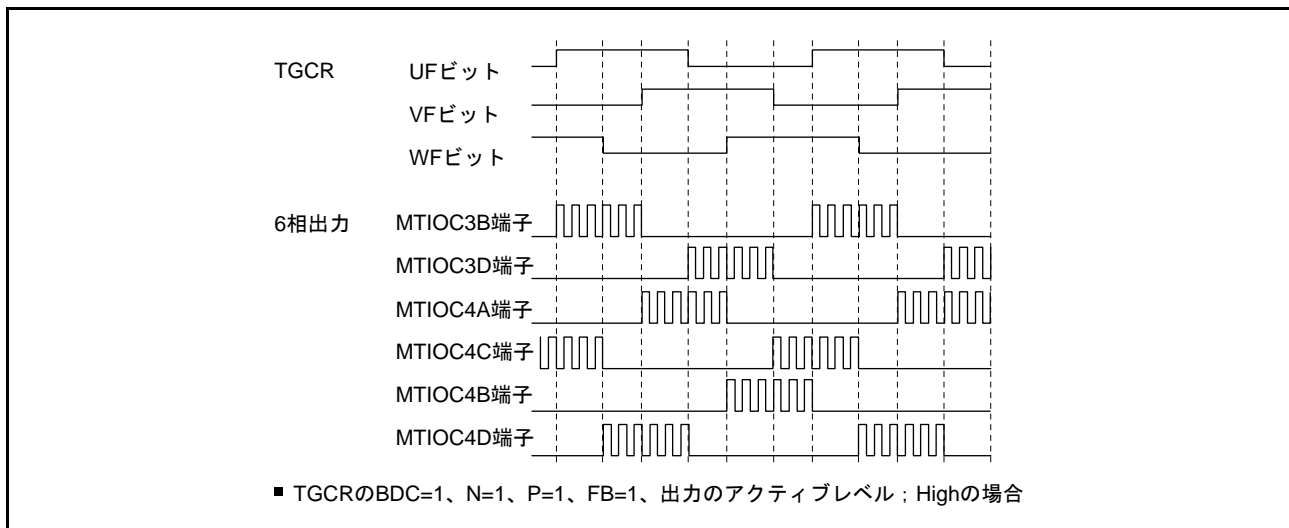 TGCR UFビット
VFビット
WFビット
6相出力 MTIOC3B端子
MTIOC3D端子
MTIOC4A端子
MTIOC4C端子
MTIOC4B端子
MTIOC4D端子
■ TGCRのBDC=1、N=1、P=1、FB=1、出力のアクティブレベル；Highの場合